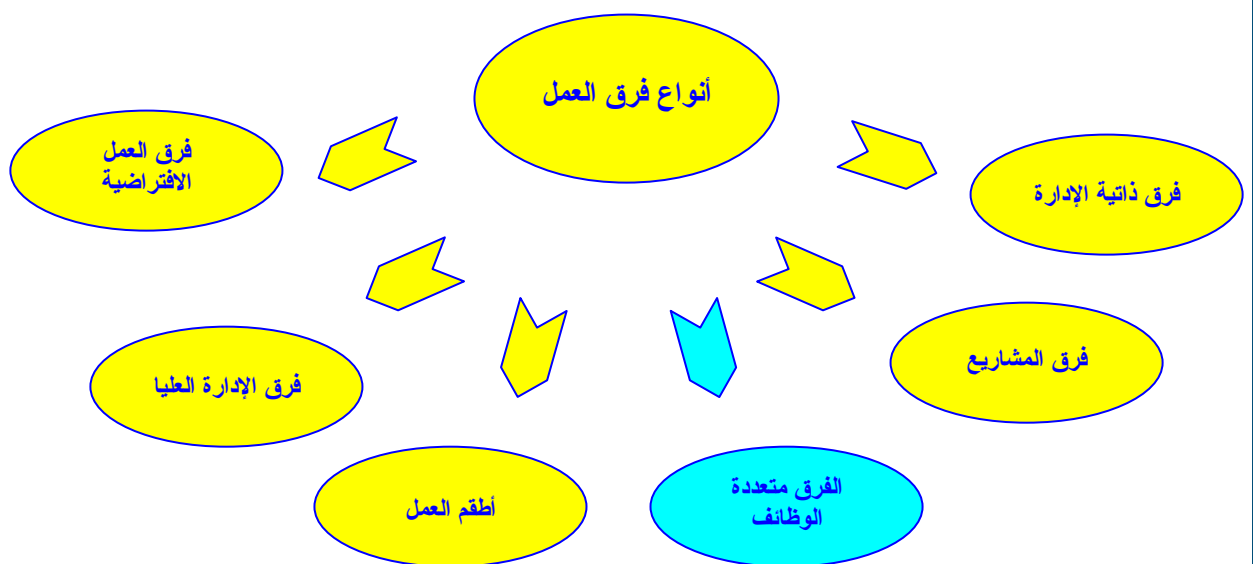 أنواع فرق العمل
فرق ذاتية الإدارة
فرق المشاريع
الفرق متعددة
الوظائف
أطقم العمل
فرق الإدارة العليا
فرق العمل
الافتراضية